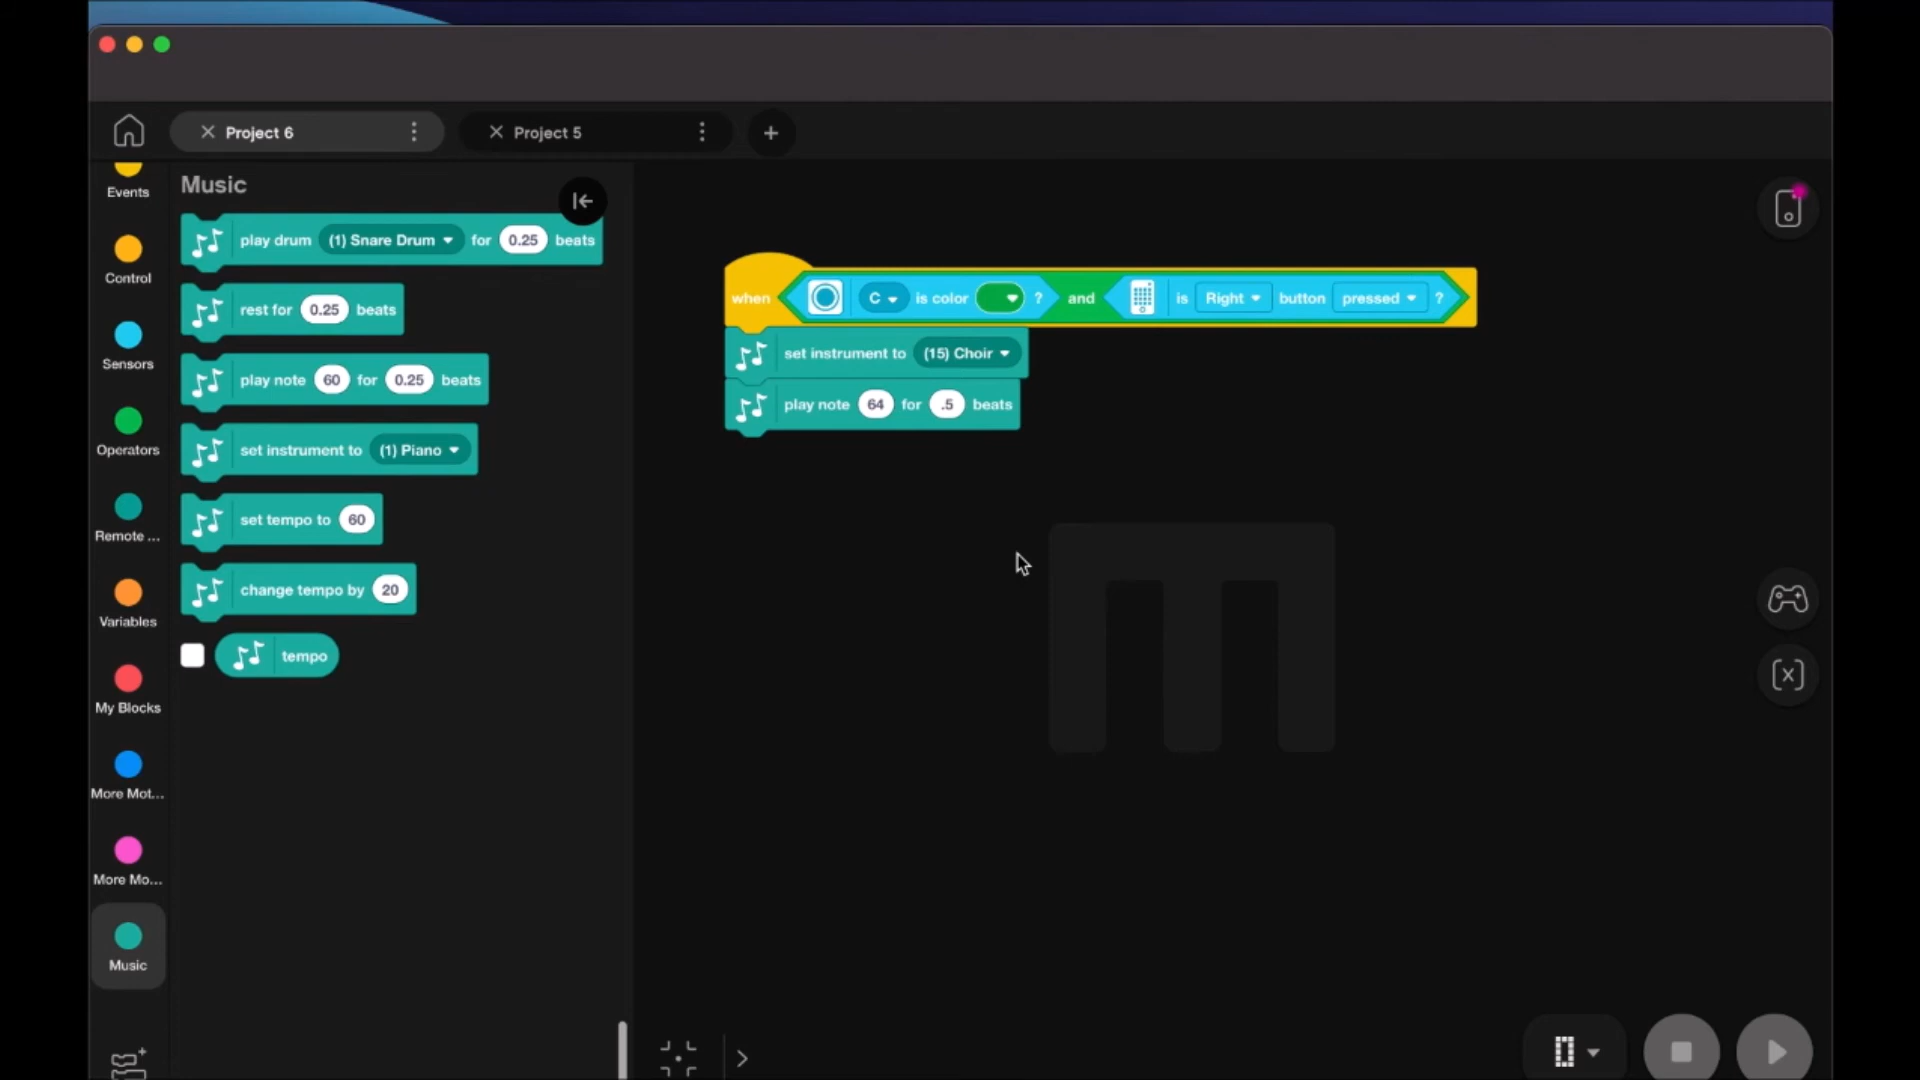 Project 6
Project 5
Events
Control
Sensors
Operators
Remote ...
Variables
My Blocks
More Mot...
More Mo...
Music
Music
play drum (1) Snare Drum for 0.25 beats
rest for 0.25 beats
play note 60 for 0.25 beats
set instrument to (1) Piano
set tempo to 60
change tempo by 20
tempo
when C is color ? and is Right button pressed ?
set instrument to (15) Choir
play note 64 for .5 beats